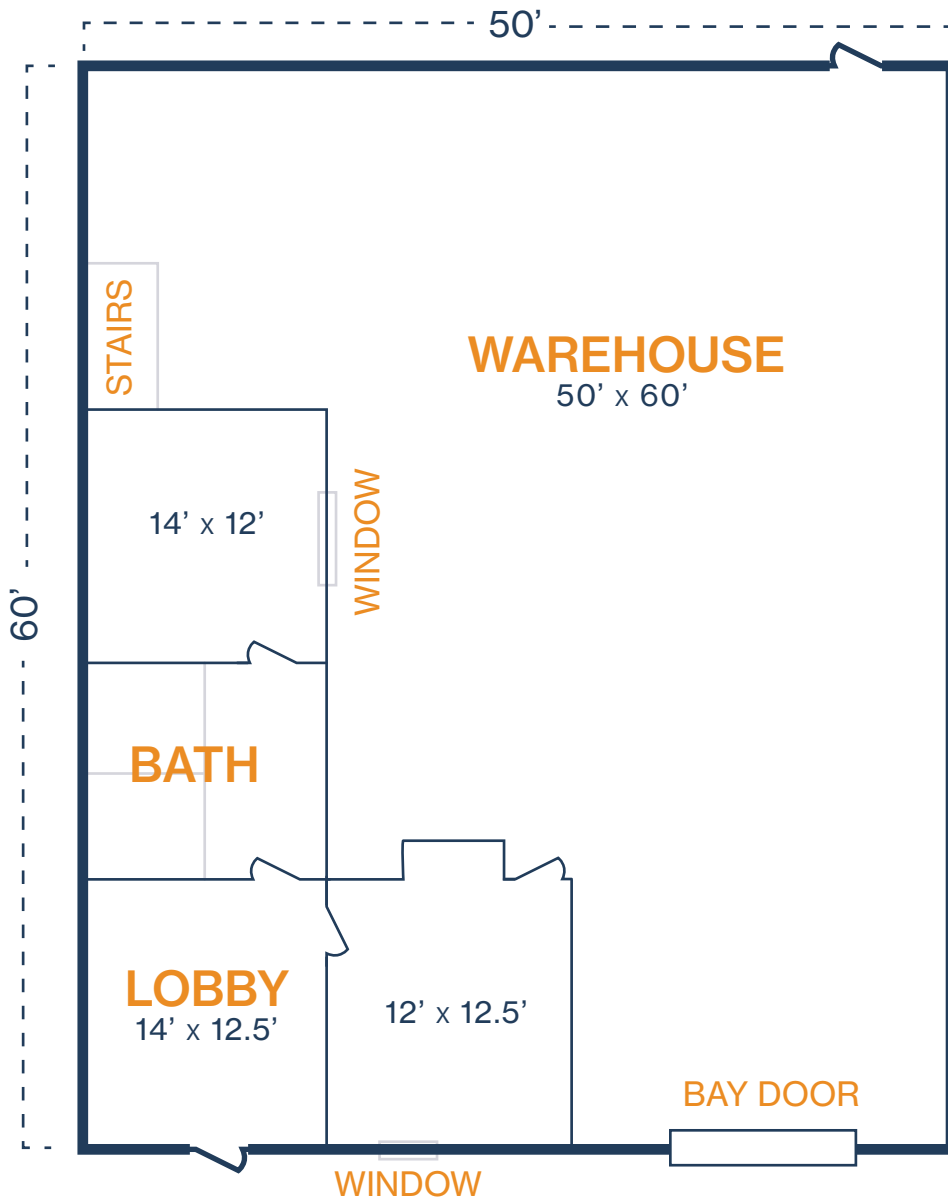 50’
WAREHOUSE
50’ x 60’
STAIRS
14’ x 12’
WINDOW
60’
BATH
LOBBY
14’ x 12.5’
12’ x 12.5’
BAY DOOR
WINDOW